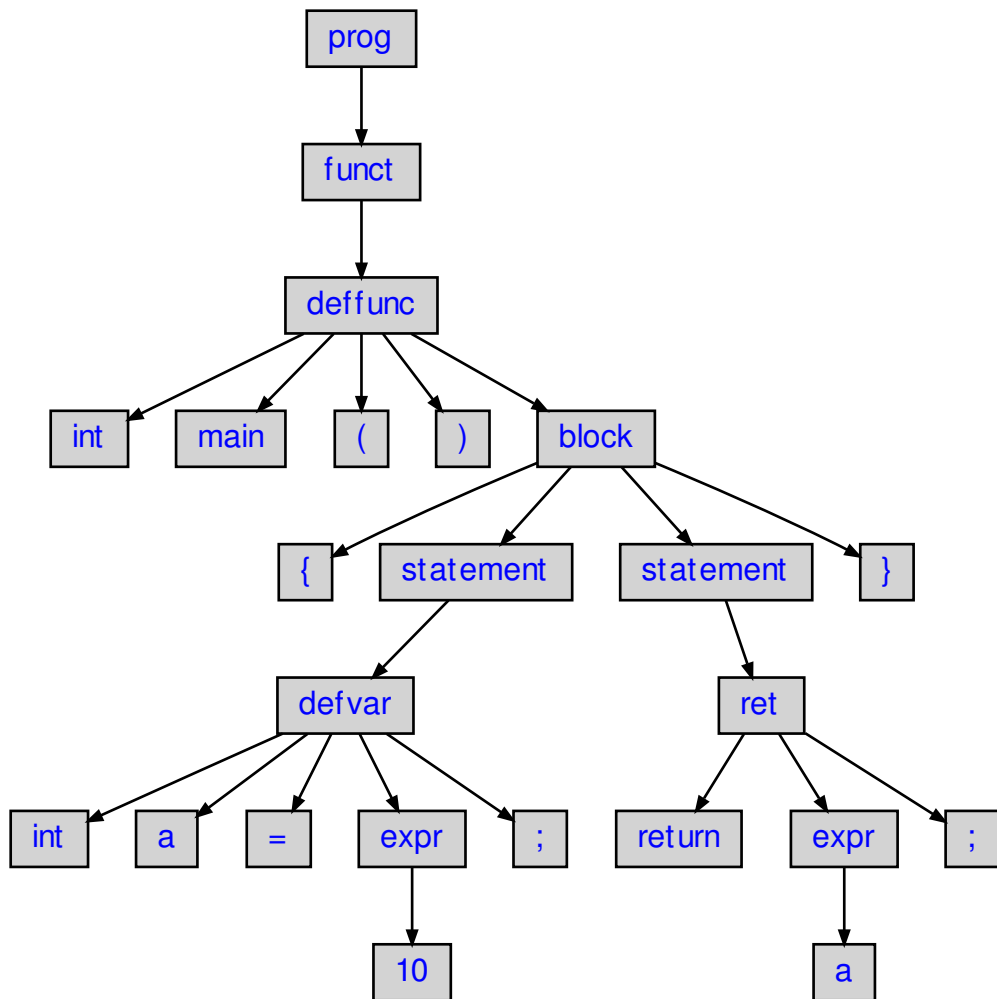 prog
funct
deffunc
int main ( ) block
{ statement statement }
defvar ret
int a = expr ; return expr ;
10 a